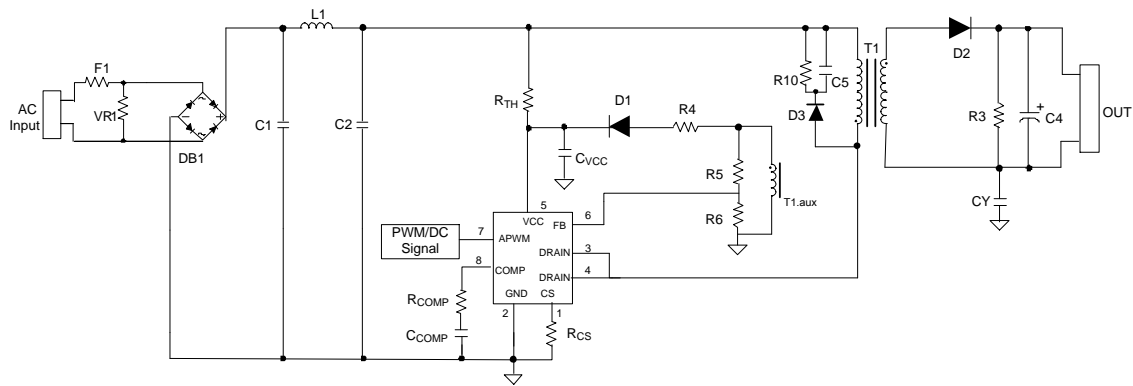 L1
T1
D2
F1
R10
C5
RTH
AC
Input
VR1
D1
R4
D3
C1
C2
R3
+
C4
OUT
DB1
CVCC
R5
T1.aux
R6
CY
5
VCC
FB
6
PWM/DC
Signal
7
APWM
DRAIN
3
8
COMP
DRAIN
4
RCOMP
GND
CS
2
1
CCOMP
RCS